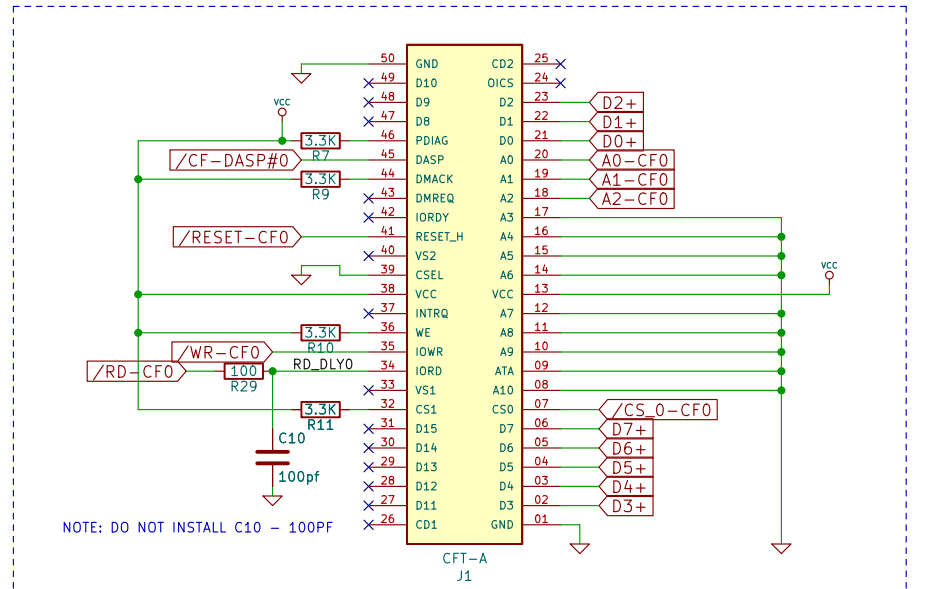 50 GND CD2 25
49 D10 OICS 24
48 D9 D2 23 D2+
vcc
47 D8 D1 22 D1+
3.3K 46 PDIAG D0 21 D0+
R7
/CF-DASP#0 45 DASP A0 20 A0-CF0
3.3K 44 DMACK A1 19 A1-CF0
R9
43 DMREQ A2 18 A2-CF0
42 IORDY A3 17
/RESET-CF0 41 RESET_H A4 16
40 VS2 A5 15
39 CSEL A6 14
vcc
38 VCC VCC 13
37 INTRQ A7 12
3.3K 36 WE A8 11
R10
/WR-CF0 35 IOWR A9 10
/RD-CF0 100 RD_DLY0 34 IORD ATA 09
R29
33 VS1 A10 08
3.3K 32 CS1 CS0 07 /CS_0-CF0
R11
31 D15 D7 06 D7+
C10
30 D14 D6 05 D6+
29 D13 D5 04 D5+
100pf
28 D12 D4 03 D4+
27 D11 D3 02 D3+
26 CD1 GND 01
NOTE: DO NOT INSTALL C10 - 100PF
CFT-A
J1